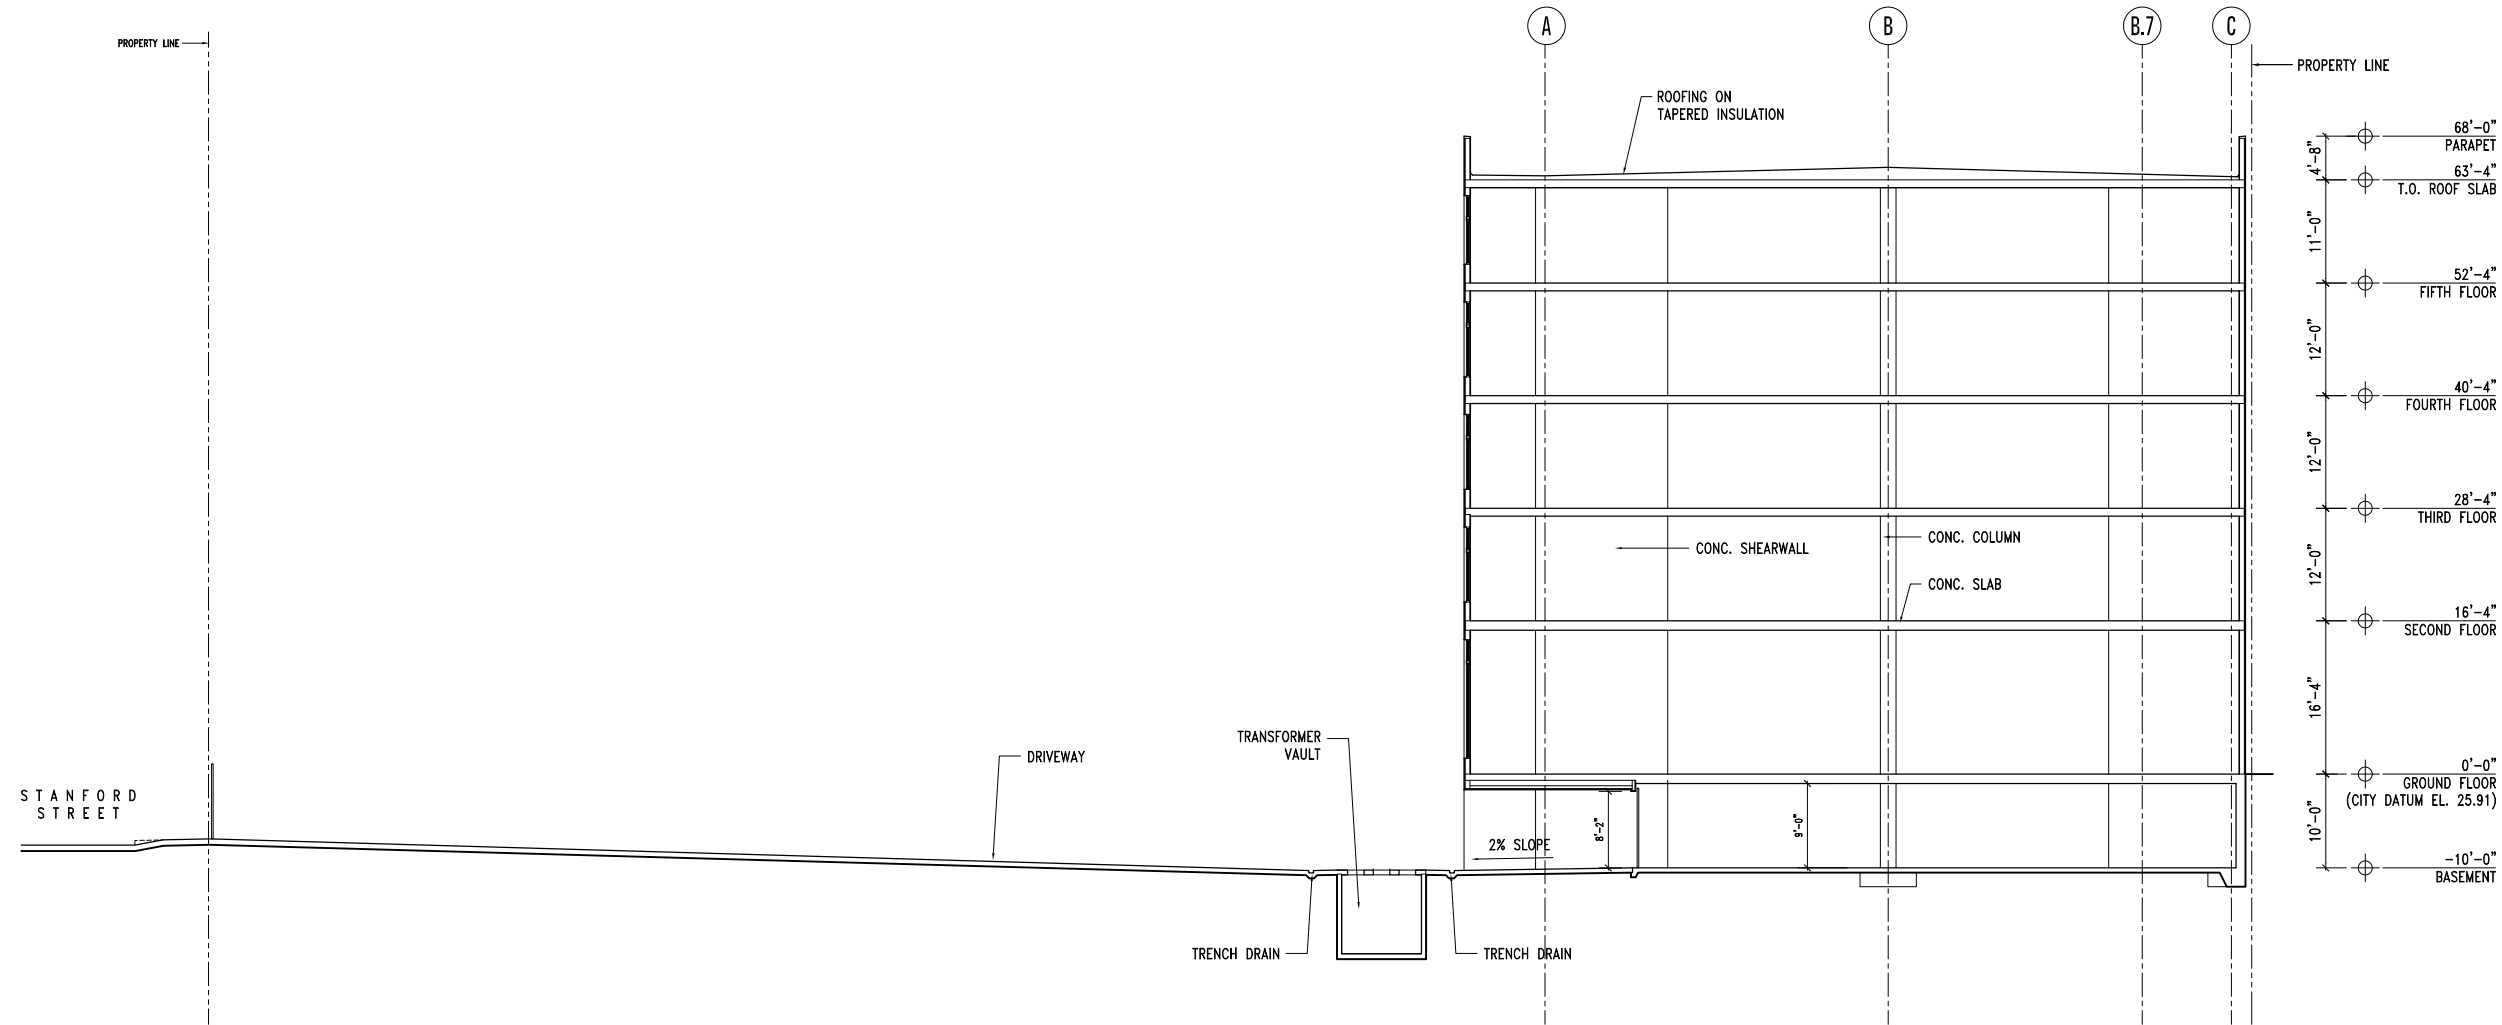 A
B
B.7
C
PROPERTY LINE
PROPERTY LINE
ROOFING ON
TAPERED INSULATION
68'-0"
PARAPET
4'-8"
63'-4"
T.O. ROOF SLAB
11'-0"
52'-4"
FIFTH FLOOR
12'-0"
40'-4"
FOURTH FLOOR
12'-0"
28'-4"
THIRD FLOOR
CONC. COLUMN
CONC. SHEARWALL
12'-0"
CONC. SLAB
16'-4"
SECOND FLOOR
16'-4"
TRANSFORMER
VAULT
DRIVEWAY
0'-0"
GROUND FLOOR
(CITY DATUM EL. 25.91)
STANFORD
STREET
10'-0"
8'-2"
9'-0"
2% SLOPE
-10'-0"
BASEMENT
TRENCH DRAIN
TRENCH DRAIN